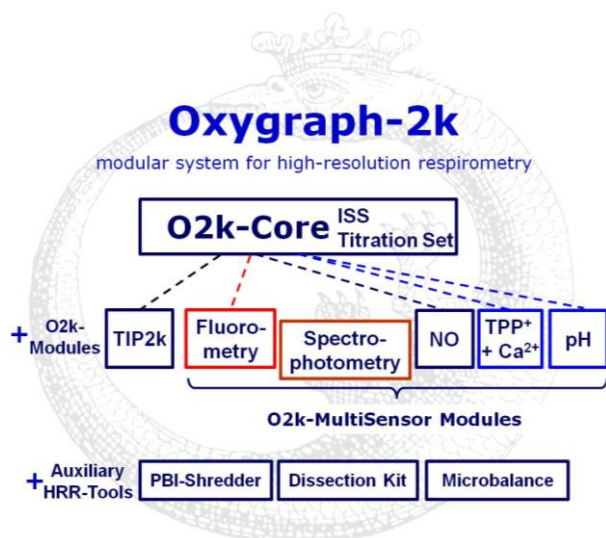 Oxygraph-2k
modular system for high-resolution respirometry
O2k-Core ISS
Titration Set
+ O2k-
Modules
TIP2k
Fluoro-
metry
Spectro-
photometry
NO
TPP⁺
+ Ca²⁺
pH
O2k-MultiSensor Modules
+ Auxiliary
HRR-Tools
PBI-Shredder
Dissection Kit
Microbalance